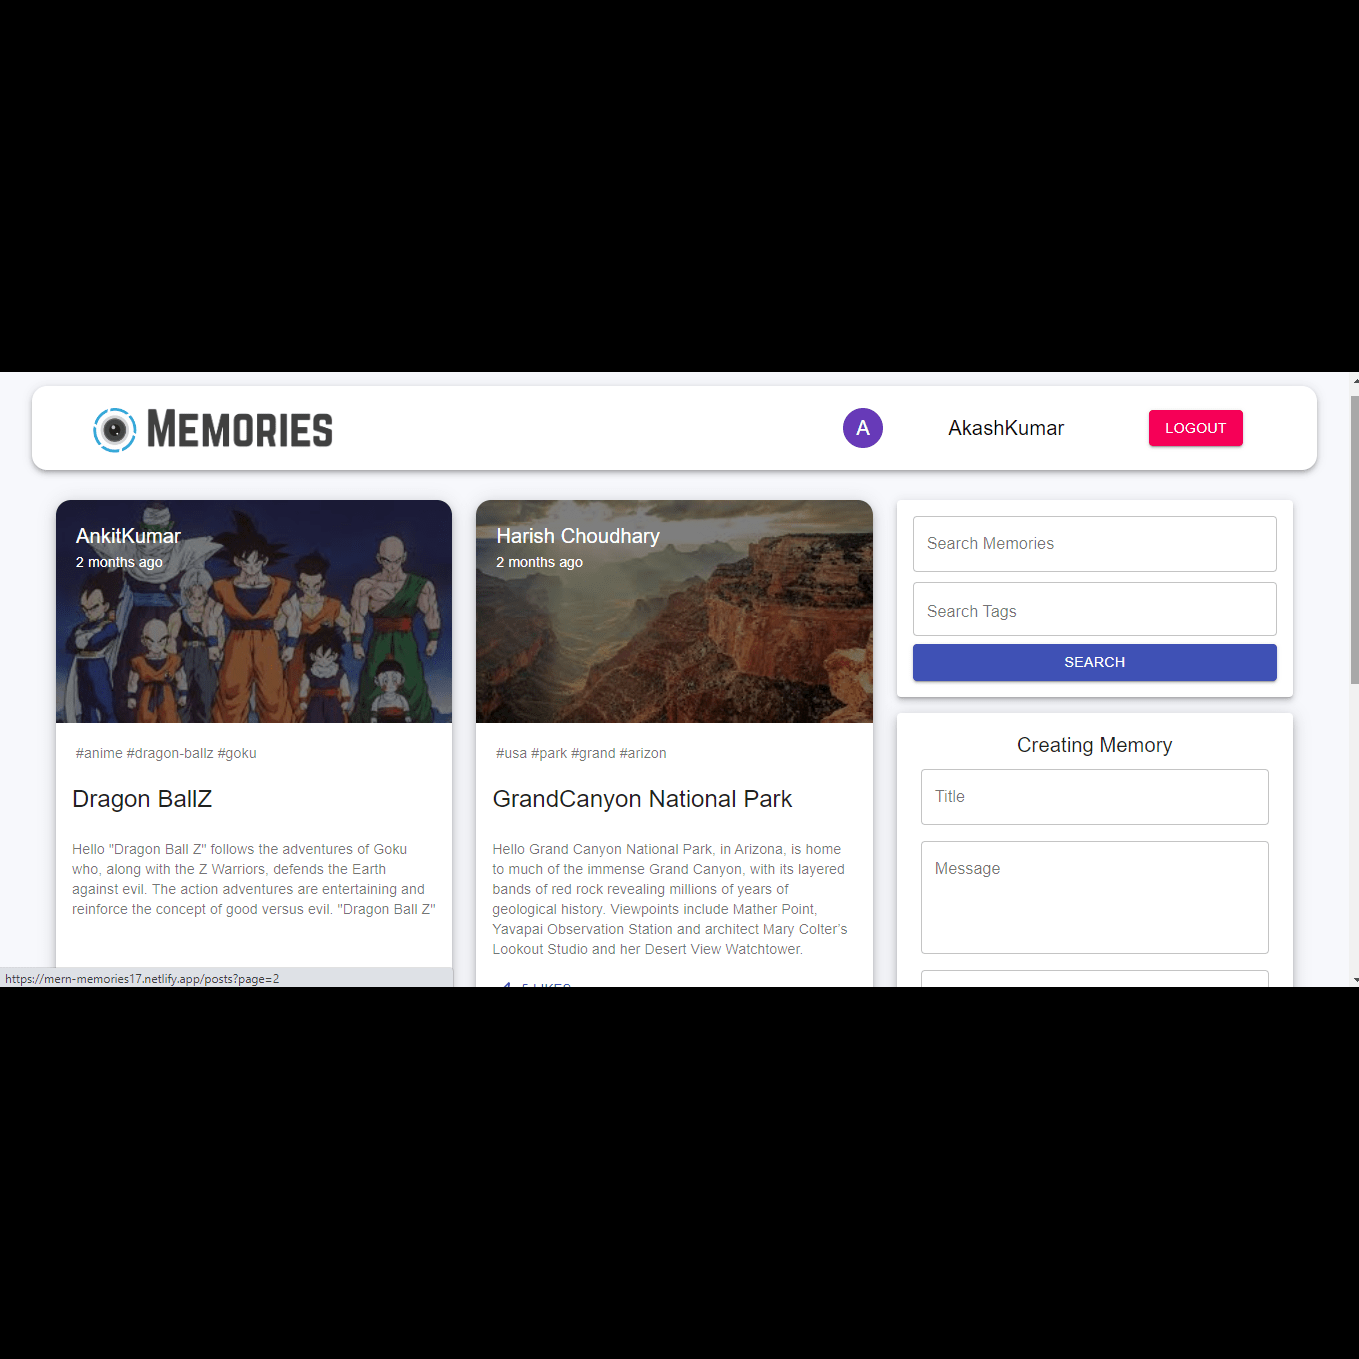 MEMORIES
A
AkashKumar
LOGOUT
AnkitKumar
2 months ago
#anime #dragon-ballz #goku
Dragon BallZ
Hello "Dragon Ball Z" follows the adventures of Goku
who, along with the Z Warriors, defends the Earth
against evil. The action adventures are entertaining and
reinforce the concept of good versus evil. "Dragon Ball Z"
Harish Choudhary
2 months ago
#usa #park #grand #arizon
GrandCanyon National Park
Hello Grand Canyon National Park, in Arizona, is home
to much of the immense Grand Canyon, with its layered
bands of red rock revealing millions of years of
geological history. Viewpoints include Mather Point,
Yavapai Observation Station and architect Mary Colter’s
Lookout Studio and her Desert View Watchtower.
5 LIKES
Search Memories
Search Tags
SEARCH
Creating Memory
Title
Message
https://mern-memories17.netlify.app/posts?page=2